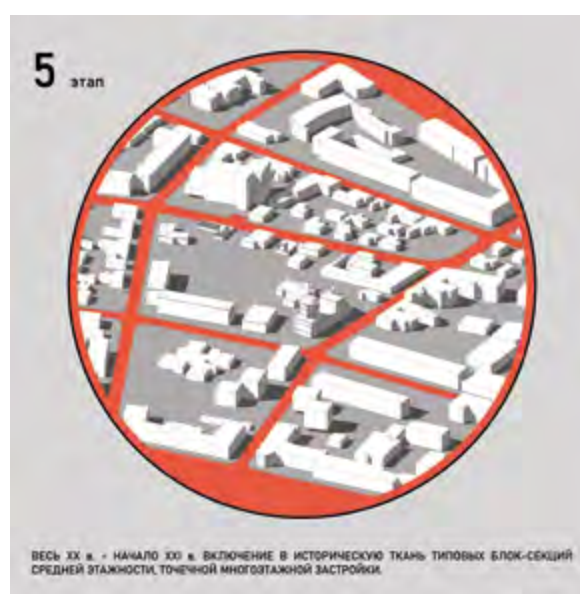 5 этап
ВЕСЬ XX в. - НАЧАЛО XXI в. ВКЛЮЧЕНИЕ В ИСТОРИЧЕСКУЮ ТКАНЬ ТИПОВЫХ БЛОК-СЕКЦИЙ
СРЕДНЕЙ ЭТАЖНОСТИ, ТОЧЕЧНОЙ МНОГОЭТАЖНОЙ ЗАСТРОЙКИ.